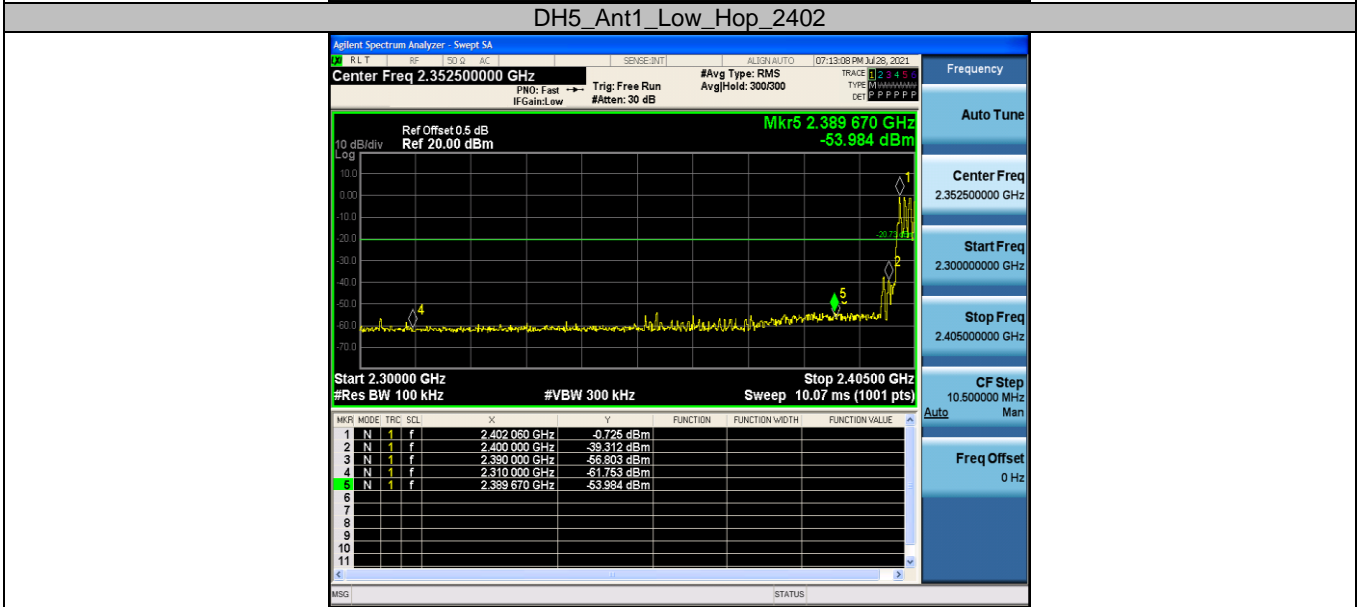 DH5_Ant1_Low_Hop_2402
Agilent Spectrum Analyzer - Swept SA
R L T RF 50 Ω AC SENSE:INT ALIGN AUTO 07:13:08 PM Jul 28, 2021
Center Freq 2.352500000 GHz
PNO: Fast
IFGain:Low
Trig: Free Run
#Atten: 30 dB
#Avg Type: RMS
Avg|Hold: 300/300
TRACE 1 2 3 4 5 6
TYPE M
DET P P P P P P
Mkr5 2.389 670 GHz
-53.984 dBm
Ref Offset 0.5 dB
10 dB/div Ref 20.00 dBm
Log
10.0
0.00
-10.0
-20.0
-30.0
-40.0
-50.0
-60.0
-70.0
1
2
4
5
Start 2.30000 GHz Stop 2.40500 GHz
#Res BW 100 kHz #VBW 300 kHz Sweep 10.07 ms (1001 pts)
MKR MODE TRC SCL X Y FUNCTION FUNCTION WIDTH FUNCTION VALUE
1 N 1 f 2.402 060 GHz -0.725 dBm
2 N 1 f 2.400 000 GHz -39.312 dBm
3 N 1 f 2.390 000 GHz -56.803 dBm
4 N 1 f 2.310 000 GHz -61.753 dBm
5 N 1 f 2.389 670 GHz -53.984 dBm
6
7
8
9
10
11
MSG STATUS
Frequency
Auto Tune
Center Freq
2.352500000 GHz
Start Freq
2.300000000 GHz
Stop Freq
2.405000000 GHz
CF Step
10.500000 MHz
Auto Man
Freq Offset
0 Hz